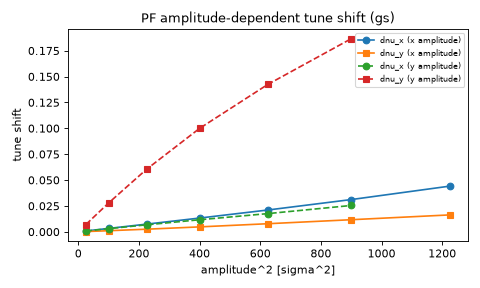 PF amplitude-dependent tune shift (gs)
dnu_x (x amplitude)
dnu_y (x amplitude)
dnu_x (y amplitude)
dnu_y (y amplitude)
tune shift
0.175
0.150
0.125
0.100
0.075
0.050
0.025
0.000
0 200 400 600 800 1000 1200
amplitude^2 [sigma^2]